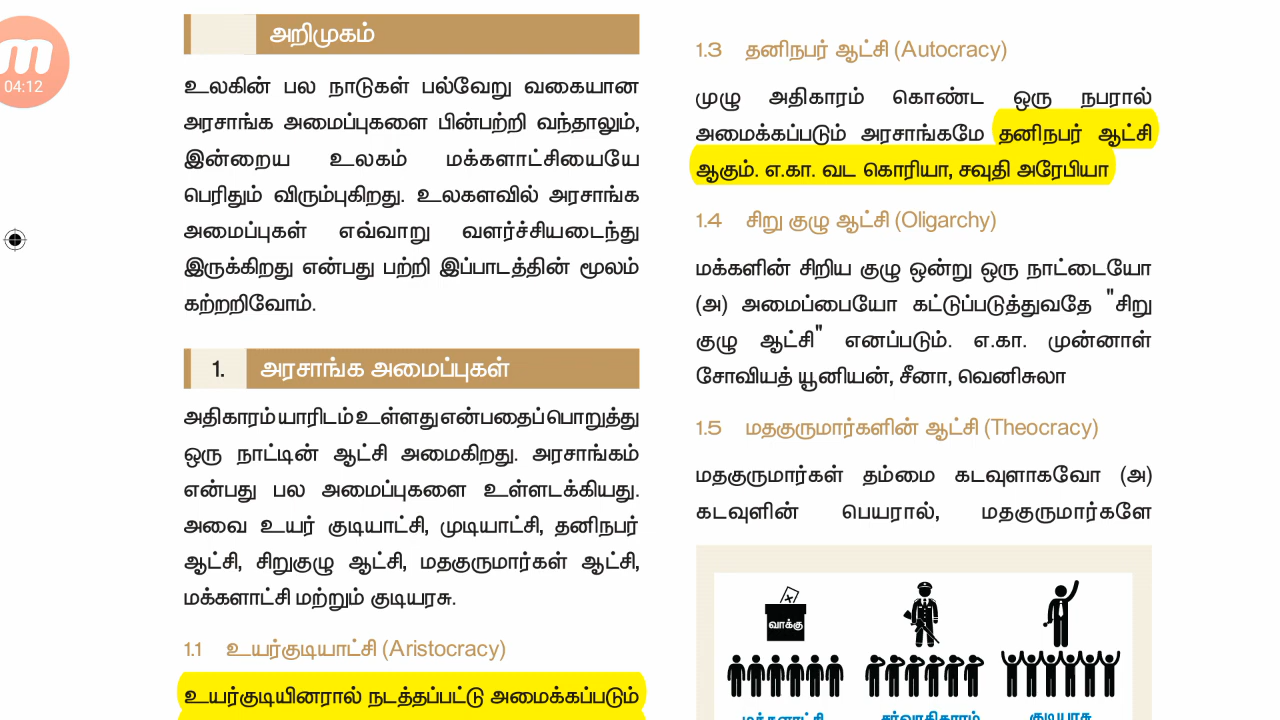 04:12
அறிமுகம்
உலகின் பல நாடுகள் பல்வேறு வகையான
அரசாங்க அமைப்புகளை பின்பற்றி வந்தாலும்,
இன்றைய உலகம் மக்களாட்சியையே
பெரிதும் விரும்புகிறது. உலகளவில் அரசாங்க
அமைப்புகள் எவ்வாறு வளர்ச்சியடைந்து
இருக்கிறது என்பது பற்றி இப்பாடத்தின் மூலம்
கற்றறிவோம்.
1. அரசாங்க அமைப்புகள்
அதிகாரம் யாரிடம் உள்ளது என்பதைப் பொறுத்து
ஒரு நாட்டின் ஆட்சி அமைகிறது. அரசாங்கம்
என்பது பல அமைப்புகளை உள்ளடக்கியது.
அவை உயர் குடியாட்சி, முடியாட்சி, தனிநபர்
ஆட்சி, சிறுகுழு ஆட்சி, மதகுருமார்கள் ஆட்சி,
மக்களாட்சி மற்றும் குடியரசு.
1.1 உயர்குடியாட்சி (Aristocracy)
உயர்குடியினரால் நடத்தப்பட்டு அமைக்கப்படும்
1.3 தனிநபர் ஆட்சி (Autocracy)
முழு அதிகாரம் கொண்ட ஒரு நபரால்
அமைக்கப்படும் அரசாங்கமே தனிநபர் ஆட்சி
ஆகும். எ.கா. வட கொரியா, சவுதி அரேபியா
1.4 சிறு குழு ஆட்சி (Oligarchy)
மக்களின் சிறிய குழு ஒன்று ஒரு நாட்டையோ
(அ) அமைப்பையோ கட்டுப்படுத்துவதே "சிறு
குழு ஆட்சி" எனப்படும். எ.கா. முன்னாள்
சோவியத் யூனியன், சீனா, வெனிசுலா
1.5 மதகுருமார்களின் ஆட்சி (Theocracy)
மதகுருமார்கள் தம்மை கடவுளாகவோ (அ)
கடவுளின் பெயரால், மதகுருமார்களே
வாக்கு
மக்களாட்சி சர்வாதிகாரம் குடியரசு